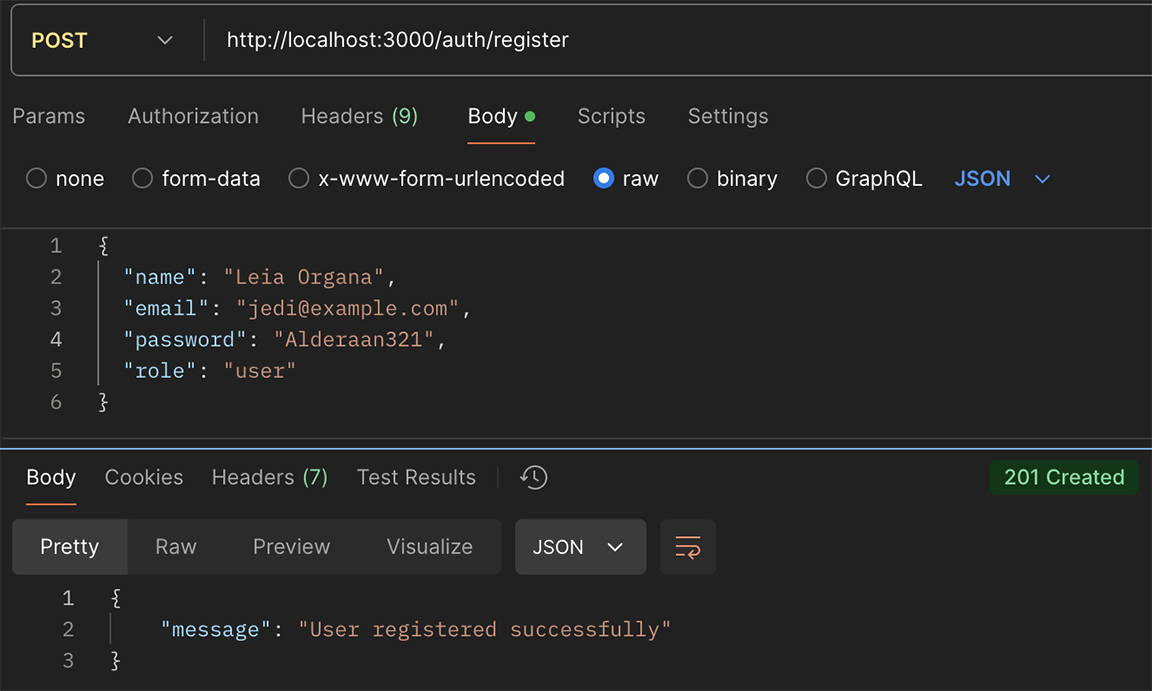 POST http://localhost:3000/auth/register
Params Authorization Headers (9) Body Scripts Settings
none form-data x-www-form-urlencoded raw binary GraphQL JSON
1 {
2 "name": "Leia Organa",
3 "email": "jedi@example.com",
4 "password": "Alderaan321",
5 "role": "user"
6 }
Body Cookies Headers (7) Test Results 201 Created
Pretty Raw Preview Visualize JSON
1 {
2 "message": "User registered successfully"
3 }